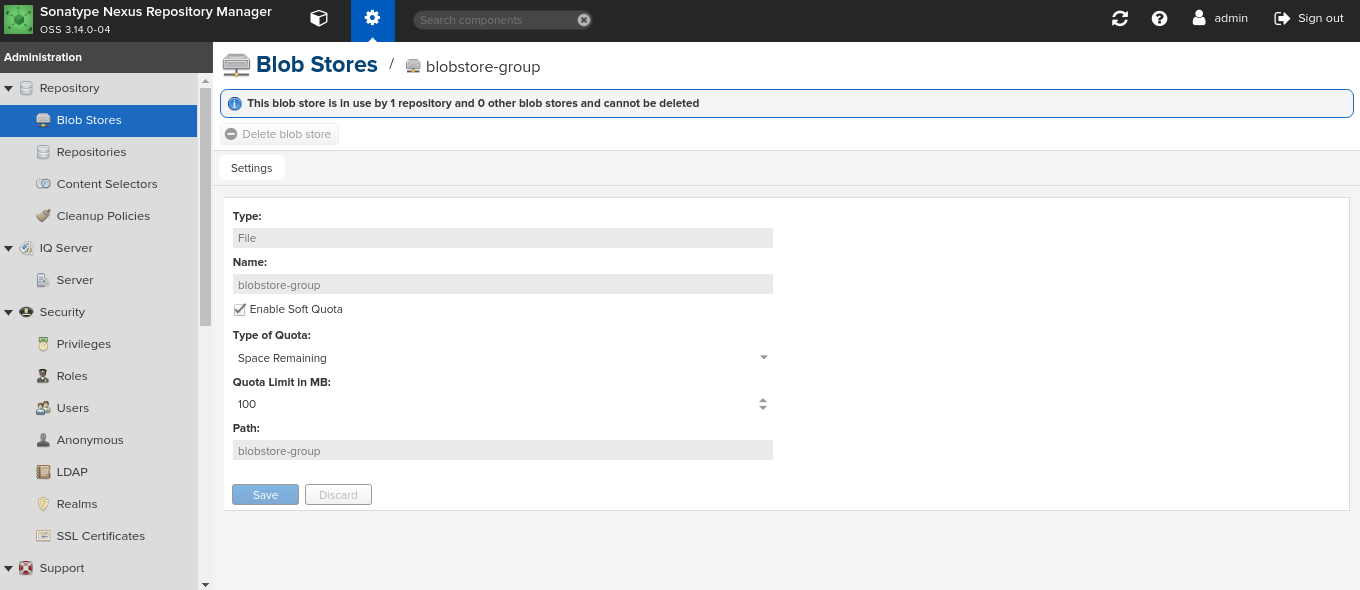 Sonatype Nexus Repository Manager
OSS 3.14.0-04
Search components
admin
Sign out
Administration
Repository
Blob Stores
Repositories
Content Selectors
Cleanup Policies
IQ Server
Server
Security
Privileges
Roles
Users
Anonymous
LDAP
Realms
SSL Certificates
Support
Blob Stores / blobstore-group
This blob store is in use by 1 repository and 0 other blob stores and cannot be deleted
Delete blob store
Settings
Type:
File
Name:
blobstore-group
Enable Soft Quota
Type of Quota:
Space Remaining
Quota Limit in MB:
100
Path:
blobstore-group
Save Discard